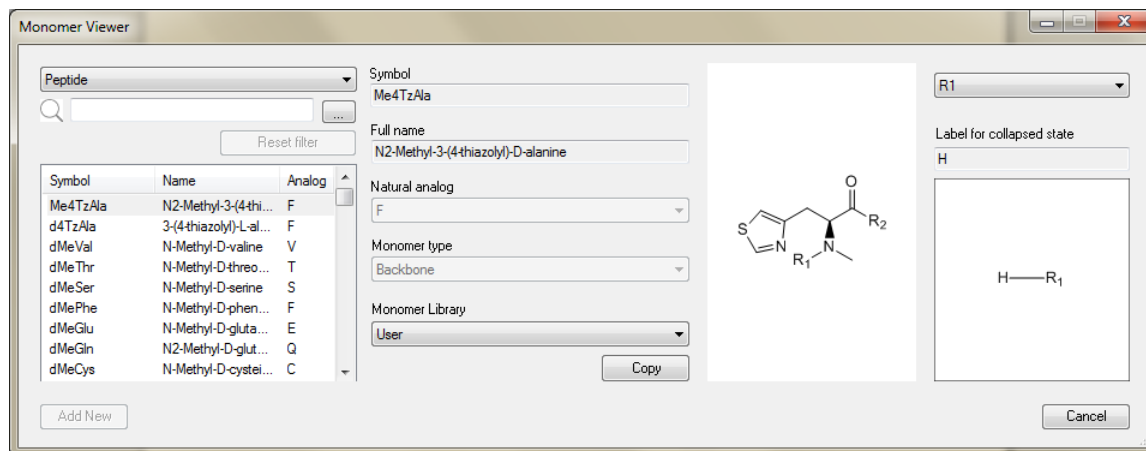 Monomer Viewer
Peptide
...
Reset filter
Symbol Name Analog
Me4TzAla N2-Methyl-3-(4-thi... F
d4TzAla 3-(4-thiazolyl)-L-al... F
dMeVal N-Methyl-D-valine V
dMeThr N-Methyl-D-threo... T
dMeSer N-Methyl-D-serine S
dMePhe N-Methyl-D-phen... F
dMeGlu N-Methyl-D-gluta... E
dMeGln N2-Methyl-D-glut... Q
dMeCys N-Methyl-D-cystei... C
Add New
Symbol
Me4TzAla
Full name
N2-Methyl-3-(4-thiazolyl)-D-alanine
Natural analog
F
Monomer type
Backbone
Monomer Library
User
Copy
O
R2
S
N
N
R1
R1
Label for collapsed state
H
H R1
Cancel